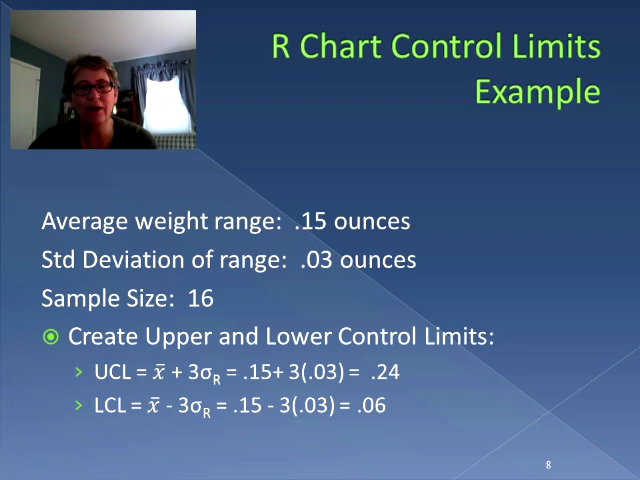 R Chart Control Limits
Example
Average weight range:  .15 ounces
Std Deviation of range:  .03 ounces
Sample Size:  16
Create Upper and Lower Control Limits:
UCL = x̄ + 3σR = .15+ 3(.03) =  .24
LCL = x̄ - 3σR = .15 - 3(.03) = .06
8